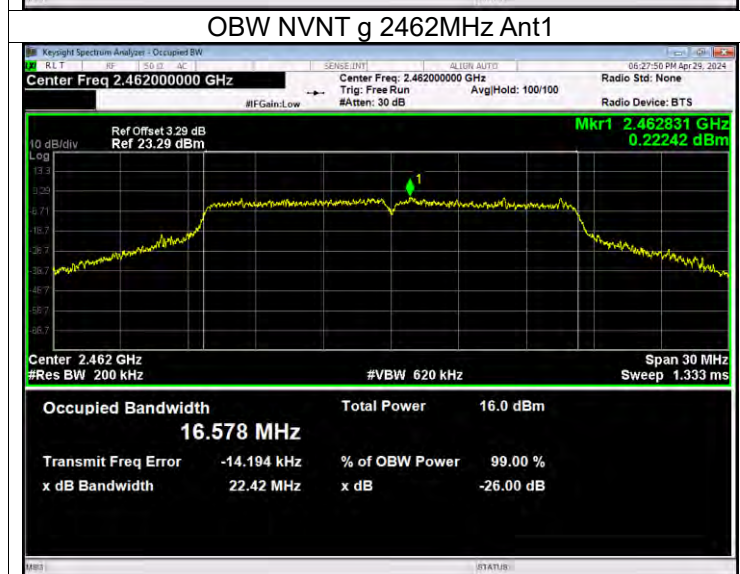 OBW NVNT g 2462MHz Ant1
Keysight Spectrum Analyzer - Occupied BW
RLT RF 50 Ω AC SENSE:INT ALIGN AUTO 06:27:50 PM Apr 29, 2024
Center Freq 2.462000000 GHz Center Freq: 2.462000000 GHz Radio Std: None
Trig: Free Run Avg|Hold: 100/100
#IFGain:Low #Atten: 30 dB Radio Device: BTS
Ref Offset 3.29 dB Mkr1 2.462831 GHz
10 dB/div Ref 23.29 dBm 0.22242 dBm
Log
13.3
3.29
-6.71
-16.7
-26.7
-36.7
-46.7
-56.7
-66.7
1
Center 2.462 GHz Span 30 MHz
#Res BW 200 kHz #VBW 620 kHz Sweep 1.333 ms
Occupied Bandwidth Total Power 16.0 dBm
16.578 MHz
Transmit Freq Error -14.194 kHz % of OBW Power 99.00 %
x dB Bandwidth 22.42 MHz x dB -26.00 dB
MSG STATUS